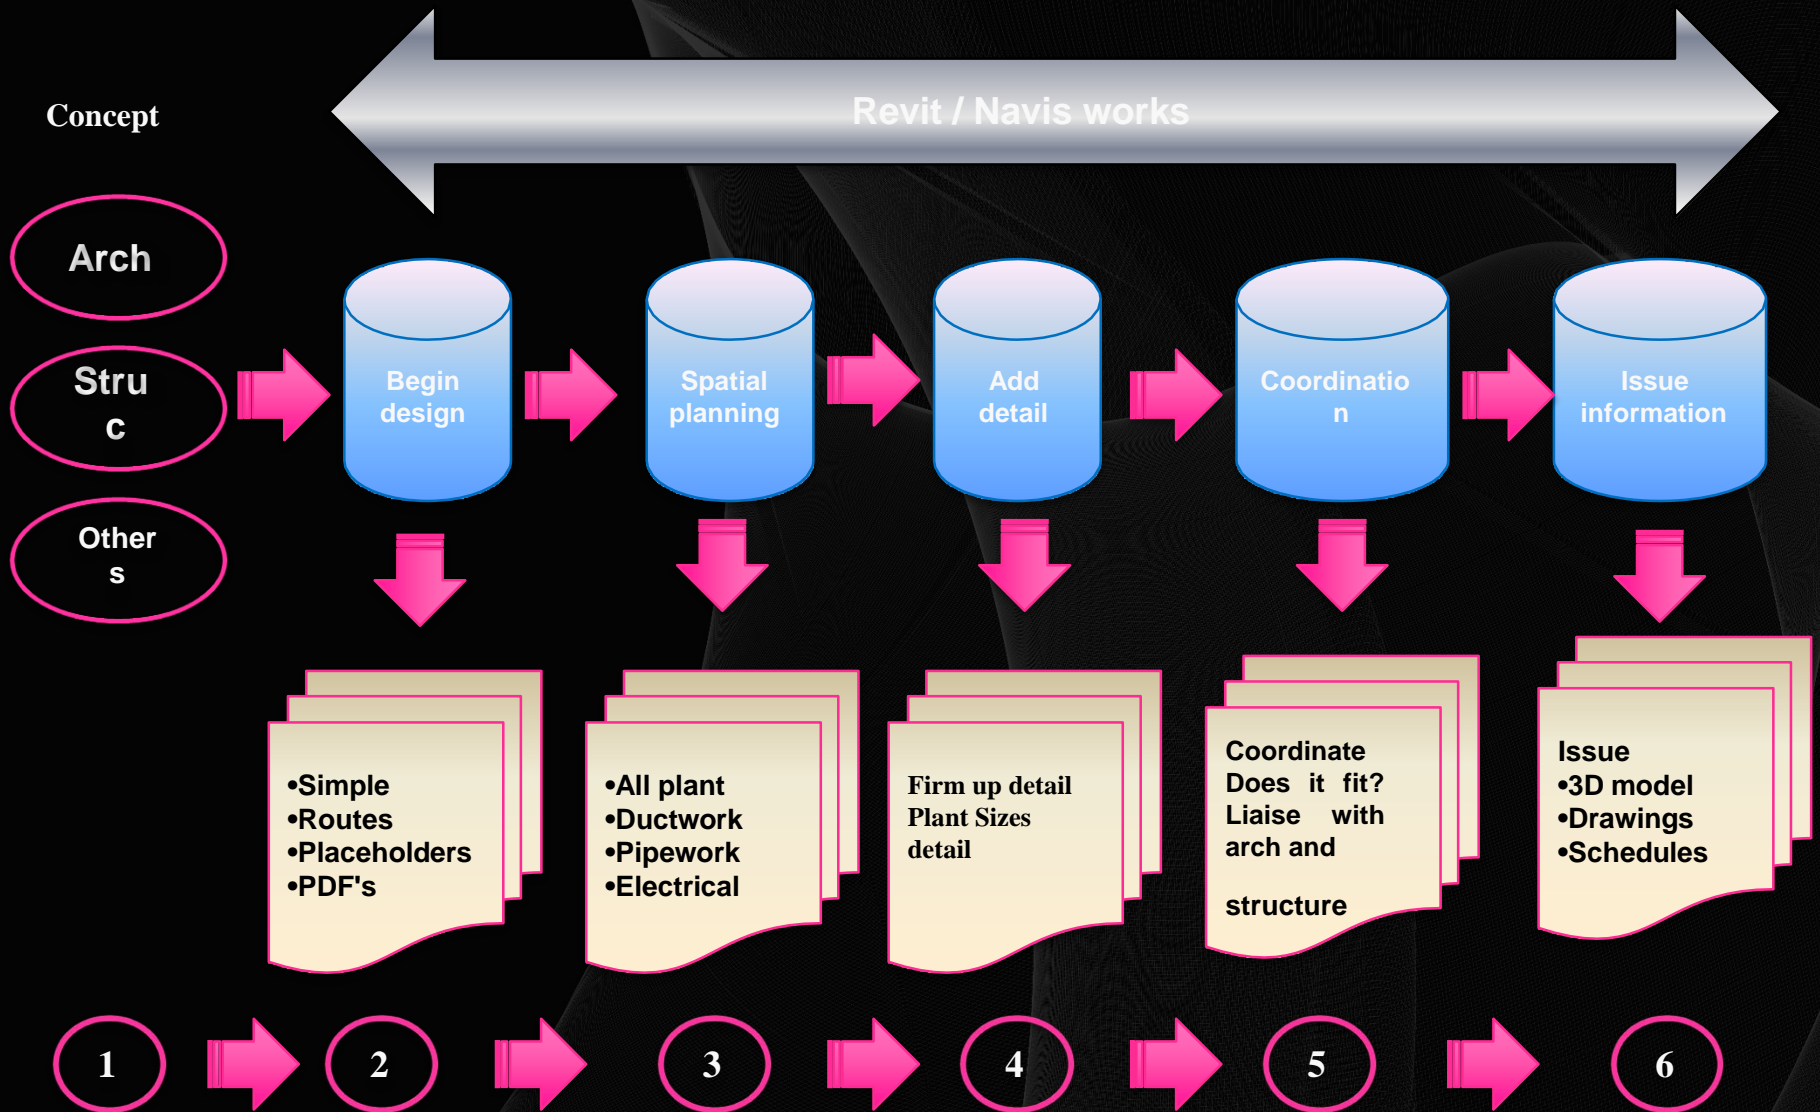 Revit / Navis works
Concept
Arch
Stru
c
Other
s
Begin
design
Spatial
planning
Add
detail
Coordinatio
n
Issue
information
•Simple
•Routes
•Placeholders
•PDF's
•All plant
•Ductwork
•Pipework
•Electrical
Firm up detail
Plant Sizes
detail
Coordinate
Does it fit?
Liaise with
arch and
structure
Issue
•3D model
•Drawings
•Schedules
1
2
3
4
5
6